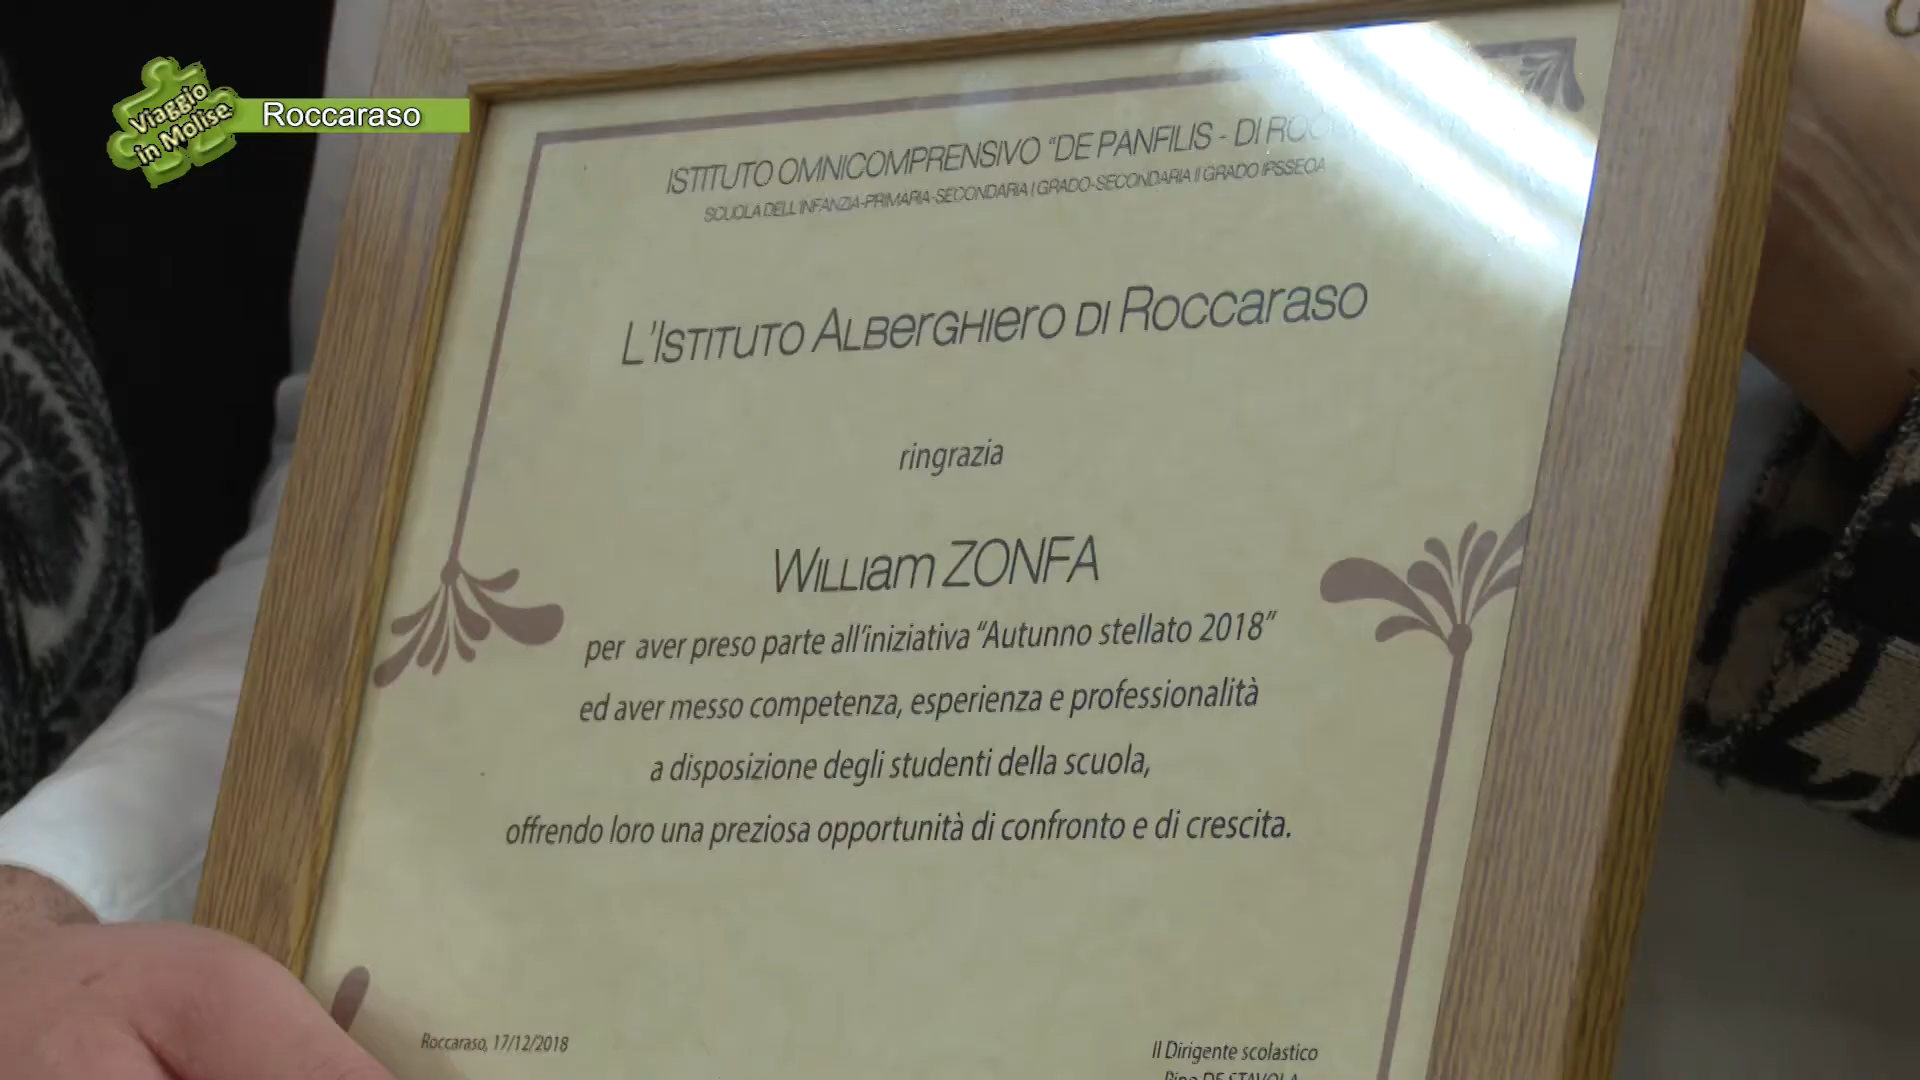 Viaggio
in Molise
Roccaraso
ISTITUTO OMNICOMPRENSIVO "DE PANFILIS - DI
SCUOLA DELL'INFANZIA-PRIMARIA-SECONDARIA I GRADO-SECONDARIA II GRADO IPSSEOA
L'ISTITUTO ALBERGHIERO DI ROCCARASO
ringrazia
WILLIAM ZONFA
per aver preso parte all'iniziativa "Autunno stellato 2018"
ed aver messo competenza, esperienza e professionalità
a disposizione degli studenti della scuola,
offrendo loro una preziosa opportunità di confronto e di crescita.
Roccaraso, 17/12/2018
Il Dirigente scolastico